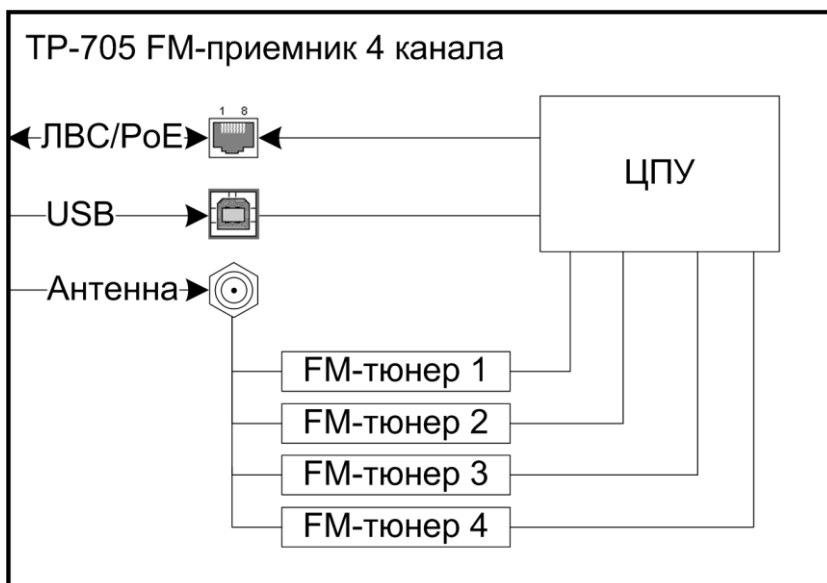 ТР-705 FM-приемник 4 канала
1 8
ЛВС/PoE
ЦПУ
USB
Антенна
FM-тюнер 1
FM-тюнер 2
FM-тюнер 3
FM-тюнер 4